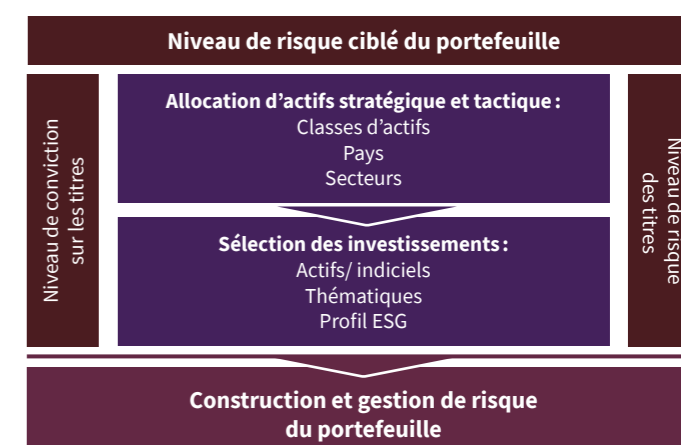 Niveau de risque ciblé du portefeuille
Niveau de conviction
sur les titres
Allocation d’actifs stratégique et tactique :
Classes d’actifs
Pays
Secteurs
Sélection des investissements :
Actifs/ indiciels
Thématiques
Profil ESG
Niveau de risque
des titres
Construction et gestion de risque
du portefeuille